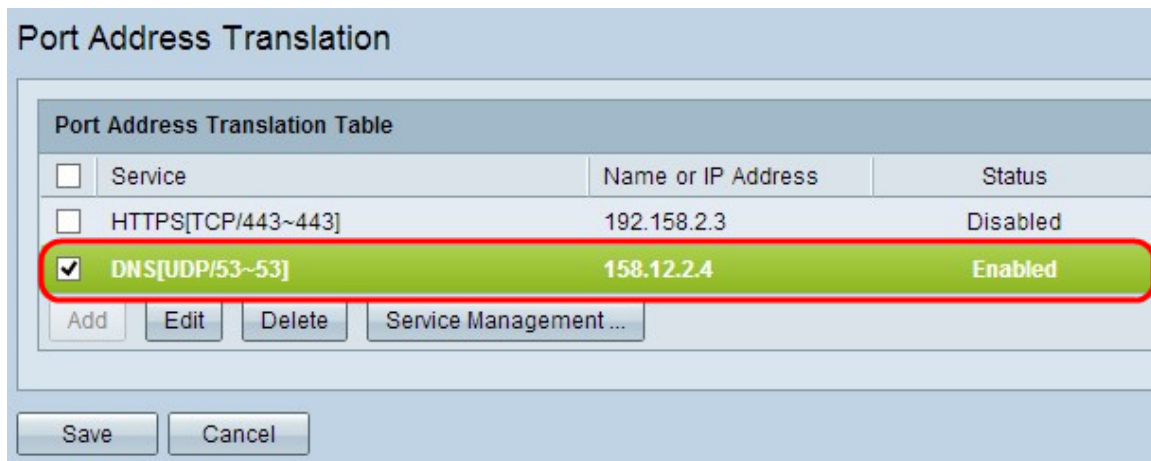 Port Address Translation
Port Address Translation Table
Service Name or IP Address Status
HTTPS[TCP/443~443] 192.158.2.3 Disabled
DNS[UDP/53~53] 158.12.2.4 Enabled
Add Edit Delete Service Management ...
Save Cancel